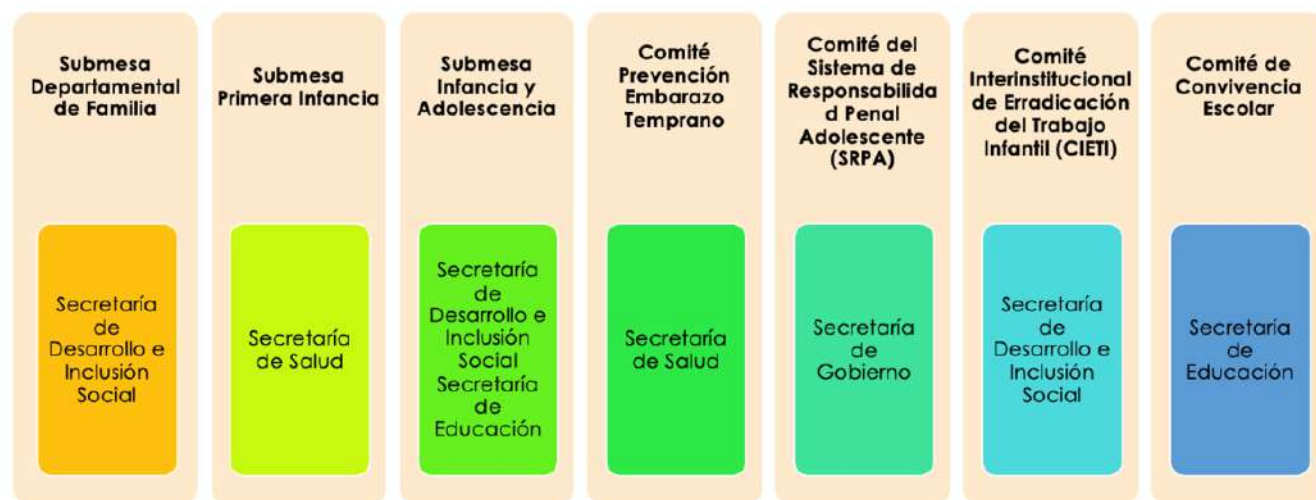 Submesa
Departamental
de Familia
Submesa
Primera Infancia
Submesa
Infancia y
Adolescencia
Comité
Prevención
Embarazo
Temprano
Comité del
Sistema de
Responsabilida
d Penal
Adolescente
(SRPA)
Comité
Interinstitucional
de Erradicación
del Trabajo
Infantil (CIETI)
Comité de
Convivencia
Escolar
Secretaría
de
Desarrollo e
Inclusión
Social
Secretaría
de Salud
Secretaría
de
Desarrollo e
Inclusión
Social
Secretaría
de
Educación
Secretaría
de Salud
Secretaría
de
Gobierno
Secretaría
de
Desarrollo e
Inclusión
Social
Secretaría
de
Educación